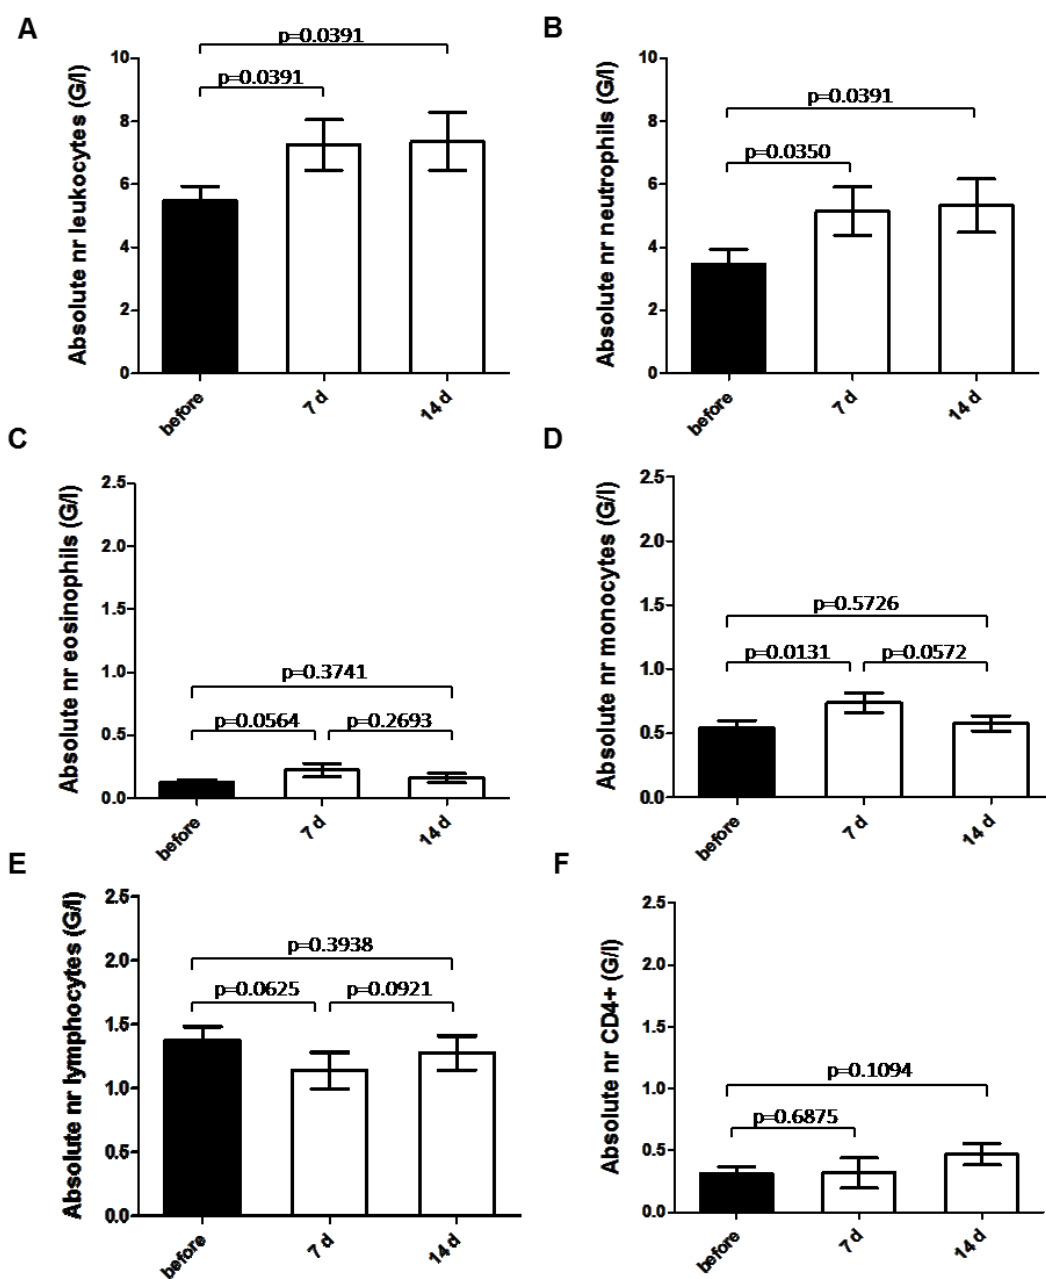 A
Absolute nr leukocytes (G/l)
p=0.0391
p=0.0391
10
8
6
4
2
0
before
7 d
14 d
B
Absolute nr neutrophils (G/l)
p=0.0391
p=0.0350
10
8
6
4
2
0
before
7 d
14 d
C
Absolute nr eosinophils (G/l)
2.5
2.0
1.5
1.0
0.5
0.0
p=0.3741
p=0.0564
p=0.2693
before
7 d
14 d
D
Absolute nr monocytes (G/l)
2.5
2.0
1.5
1.0
0.5
0.0
p=0.5726
p=0.0131
p=0.0572
before
7 d
14 d
E
Absolute nr lymphocytes (G/l)
2.5
2.0
1.5
1.0
0.5
0.0
p=0.3938
p=0.0625
p=0.0921
before
7 d
14 d
F
Absolute nr CD4+ (G/l)
2.5
2.0
1.5
1.0
0.5
0.0
p=0.1094
p=0.6875
before
7 d
14 d